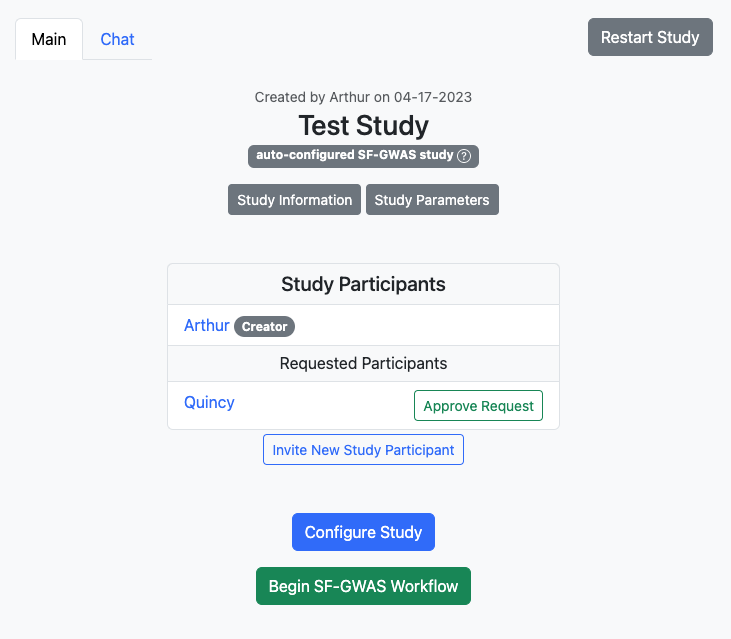 Main Chat Restart Study
Created by Arthur on 04-17-2023
Test Study
auto-configured SF-GWAS study ?
Study Information Study Parameters
Study Participants
Arthur Creator
Requested Participants
Quincy Approve Request
Invite New Study Participant
Configure Study
Begin SF-GWAS Workflow